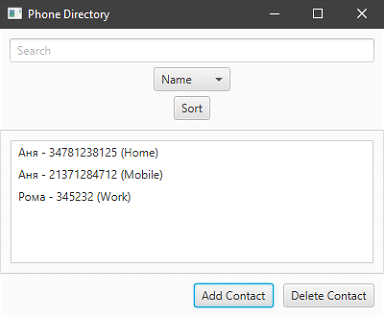 Phone Directory
Search
Name
Sort
Аня - 34781238125 (Home)
Аня - 21371284712 (Mobile)
Рома - 345232 (Work)
Add Contact Delete Contact